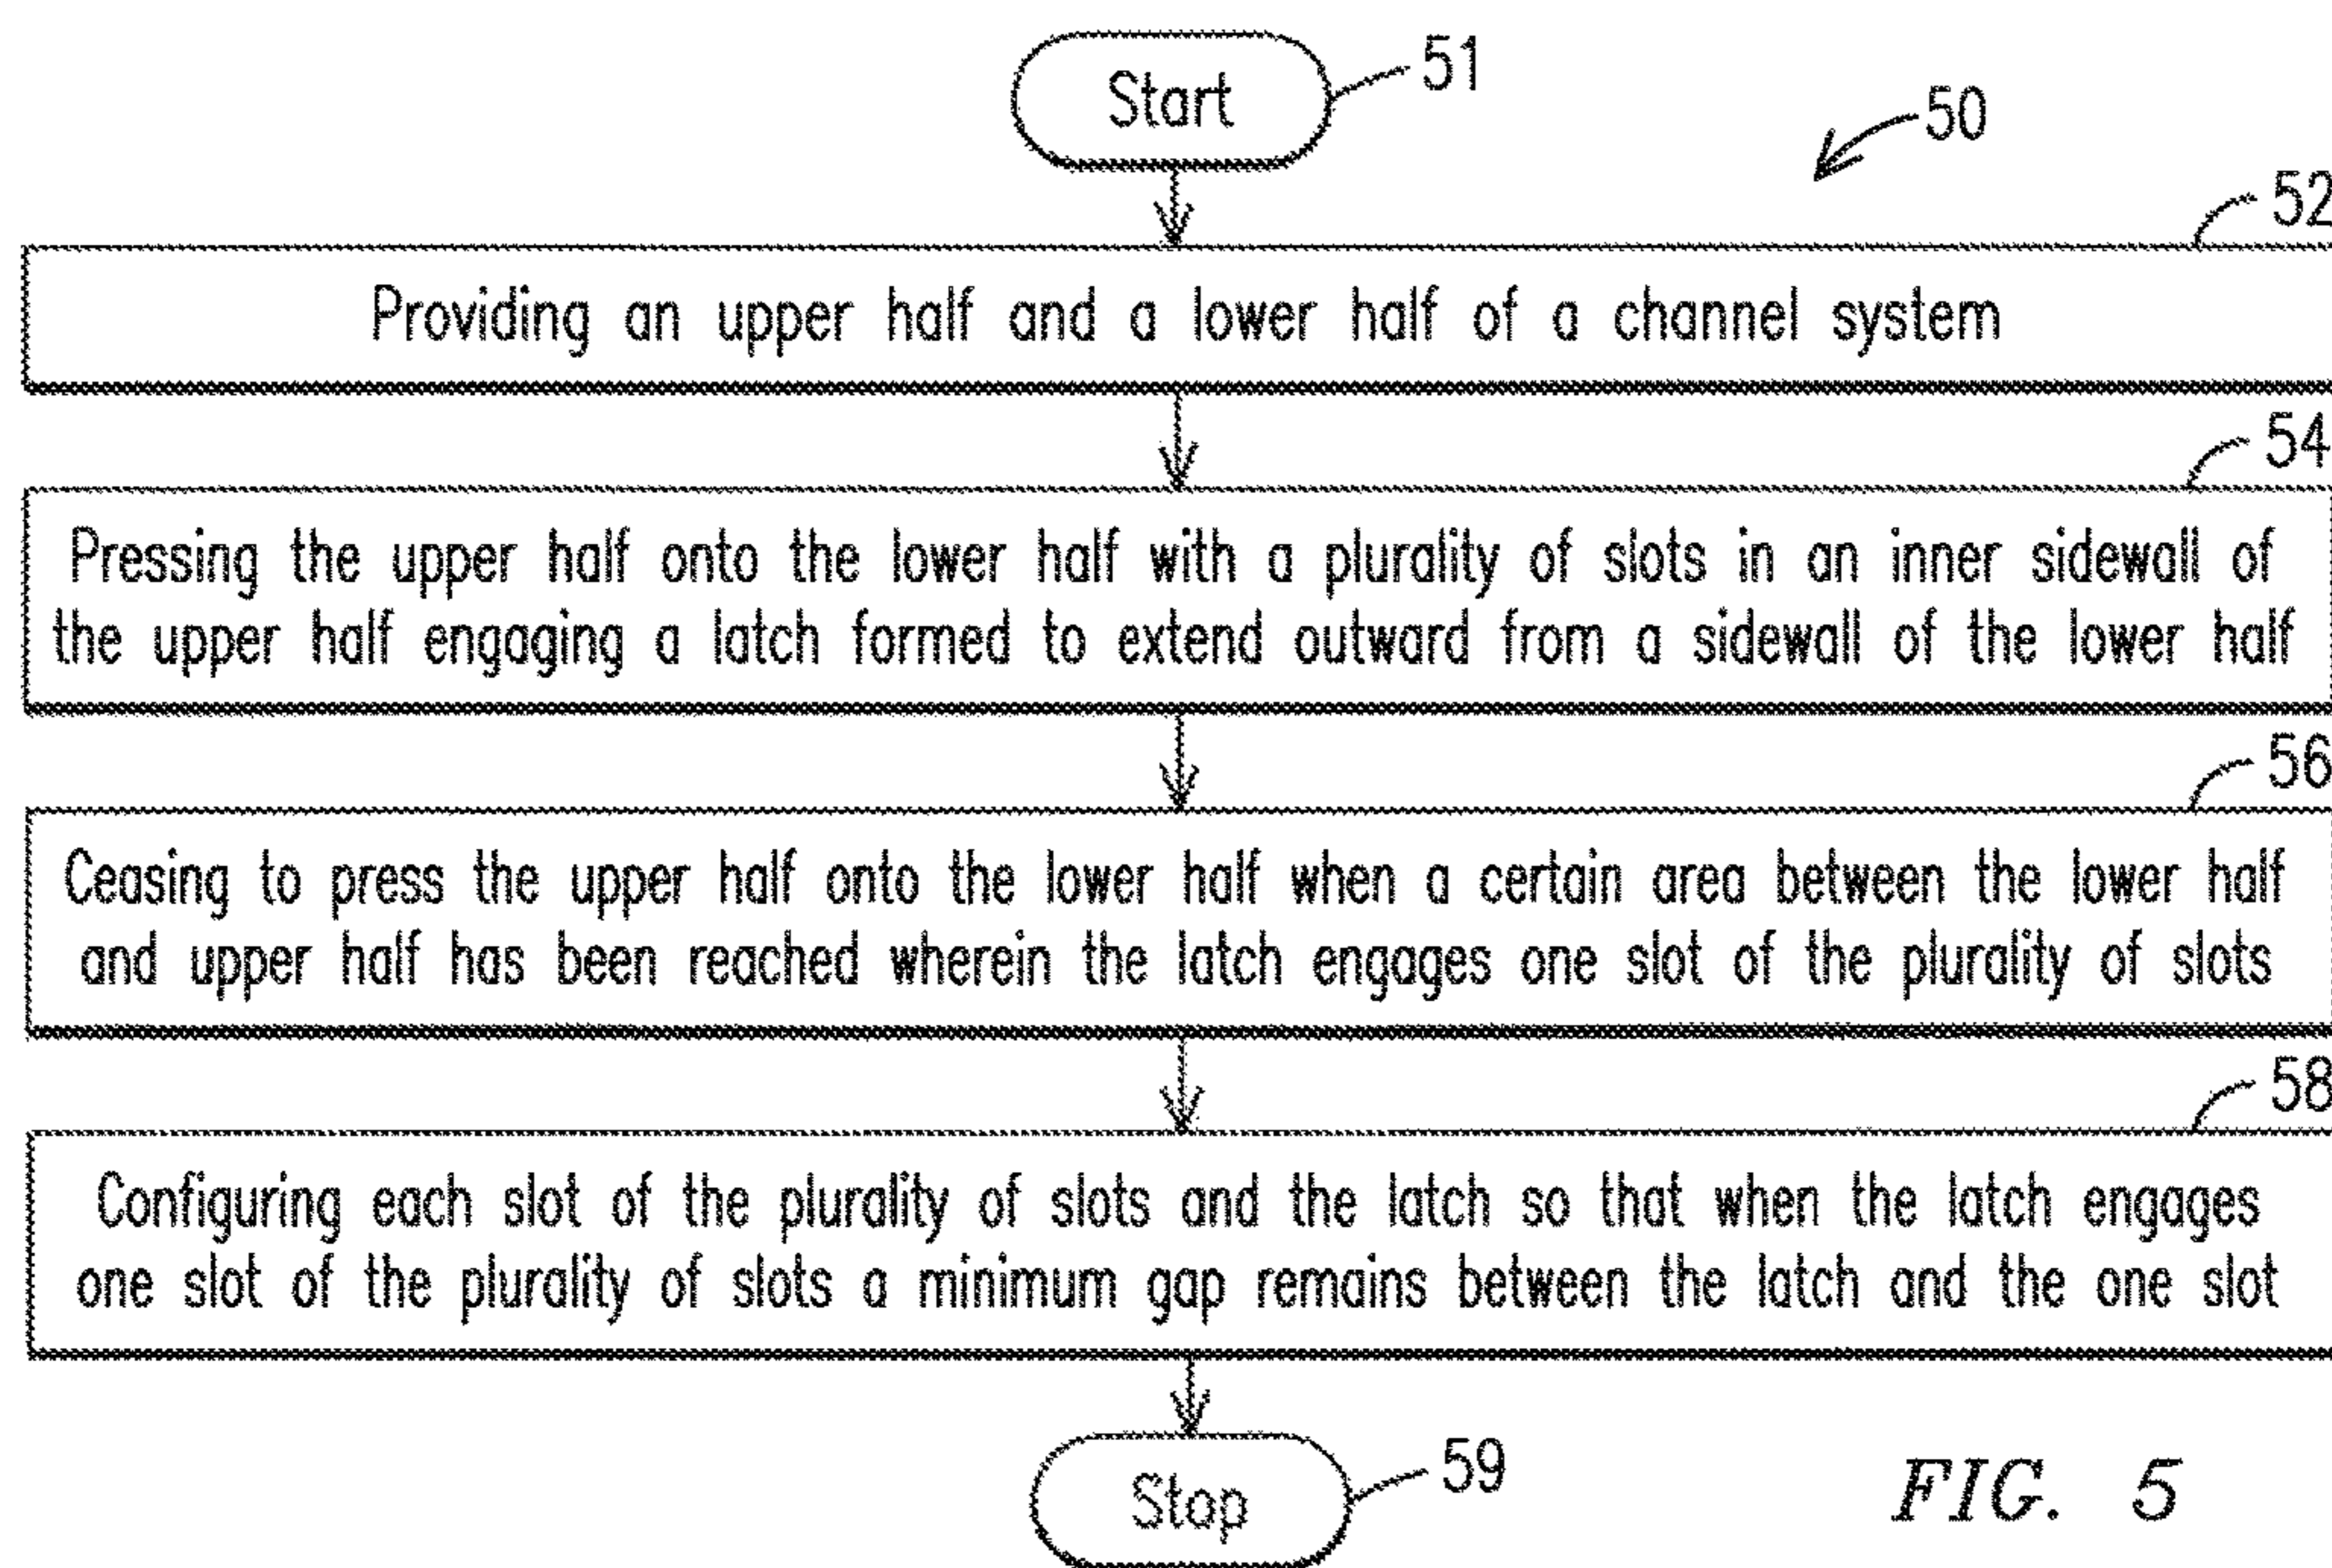 Start
51
50
52
Providing an upper half and a lower half of a channel system
54
Pressing the upper half onto the lower half with a plurality of slots in an inner sidewall of
the upper half engaging a latch formed to extend outward from a sidewall of the lower half
56
Ceasing to press the upper half onto the lower half when a certain area between the lower half
and upper half has been reached wherein the latch engages one slot of the plurality of slots
58
Configuring each slot of the plurality of slots and the latch so that when the latch engages
one slot of the plurality of slots a minimum gap remains between the latch and the one slot
Stop
59
FIG. 5